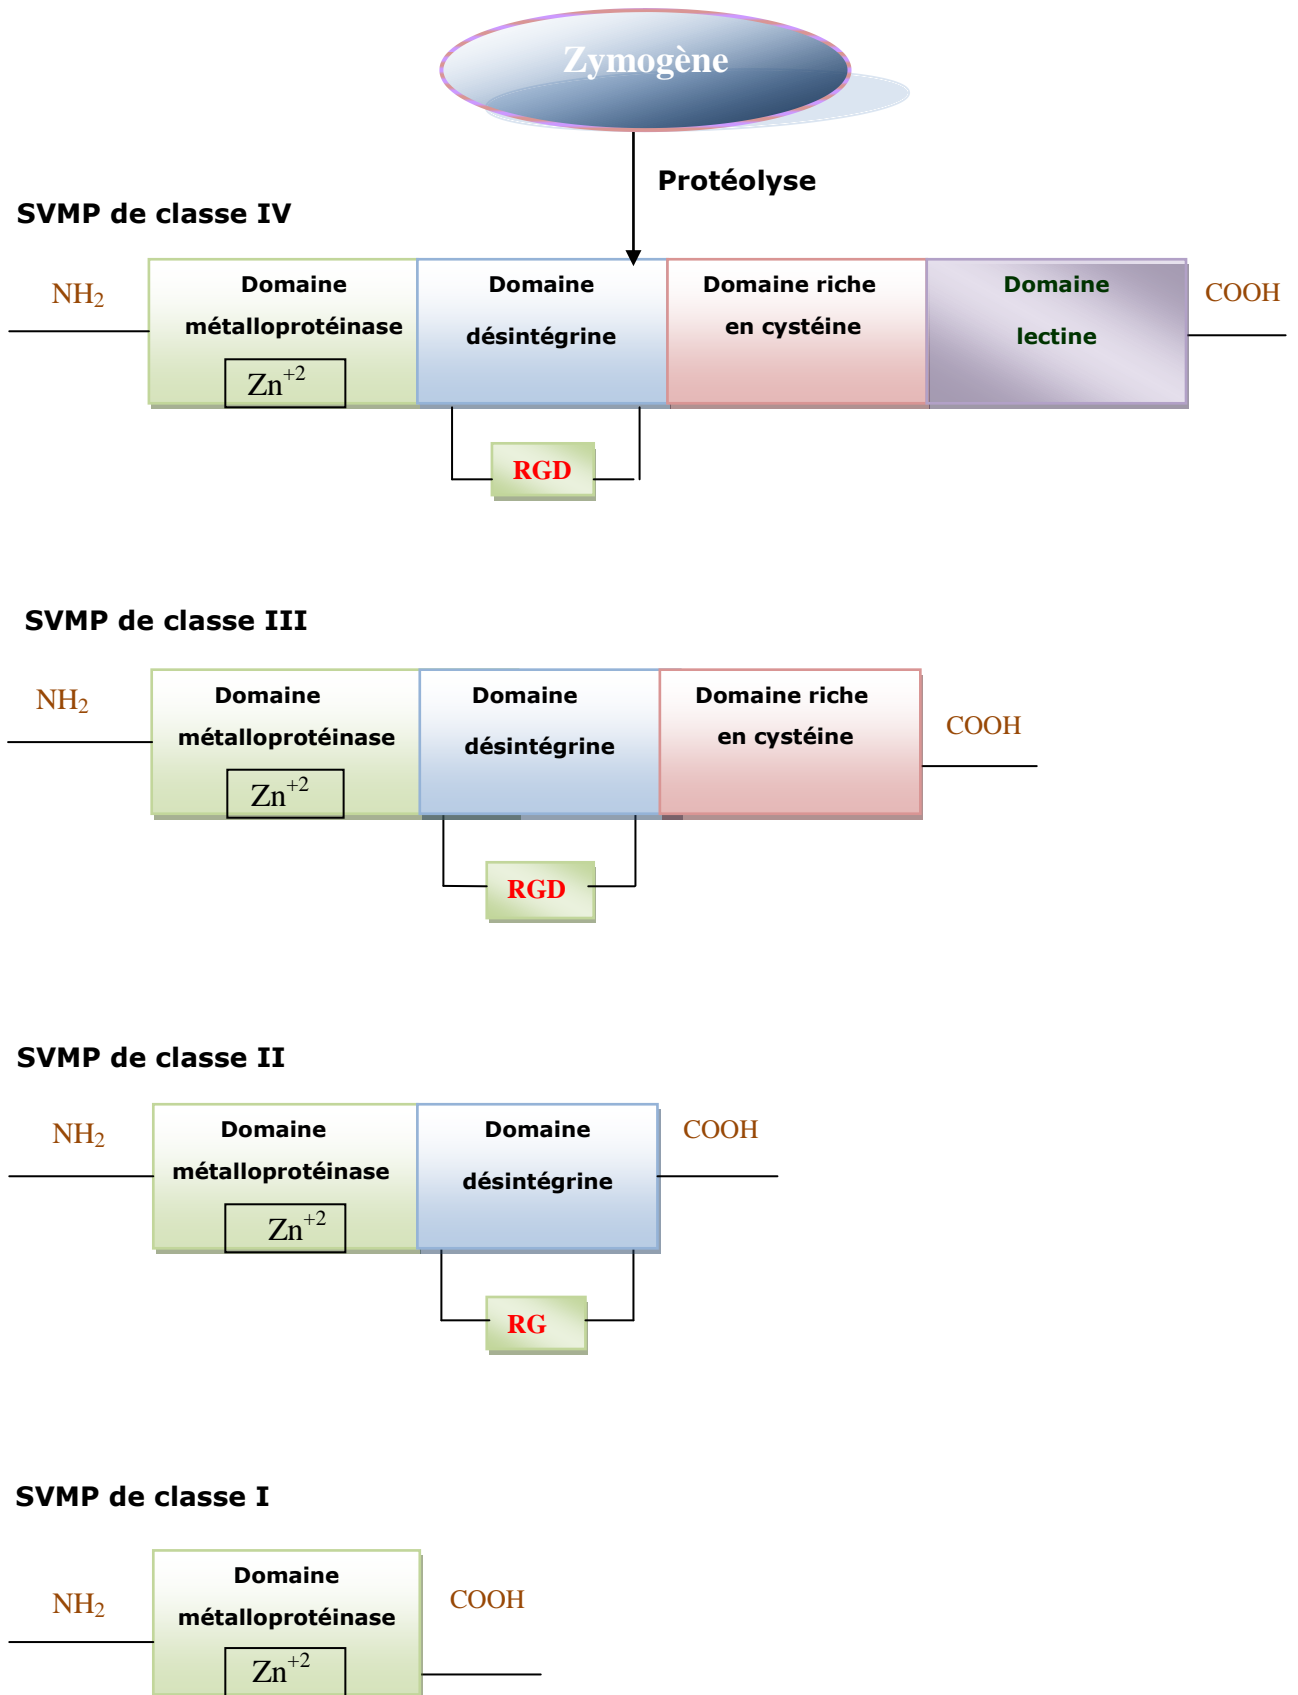 Zymogène
Protéolyse
SVMP de classe IV
NH₂
Domaine
métalloprotéinase
Zn⁺²
Domaine
désintégrine
RGD
Domaine riche
en cystéine
Domaine
lectine
COOH
SVMP de classe III
NH₂
Domaine
métalloprotéinase
Zn⁺²
Domaine
désintégrine
RGD
Domaine riche
en cystéine
COOH
SVMP de classe II
NH₂
Domaine
métalloprotéinase
Zn⁺²
Domaine
désintégrine
RG
COOH
SVMP de classe I
NH₂
Domaine
métalloprotéinase
Zn⁺²
COOH